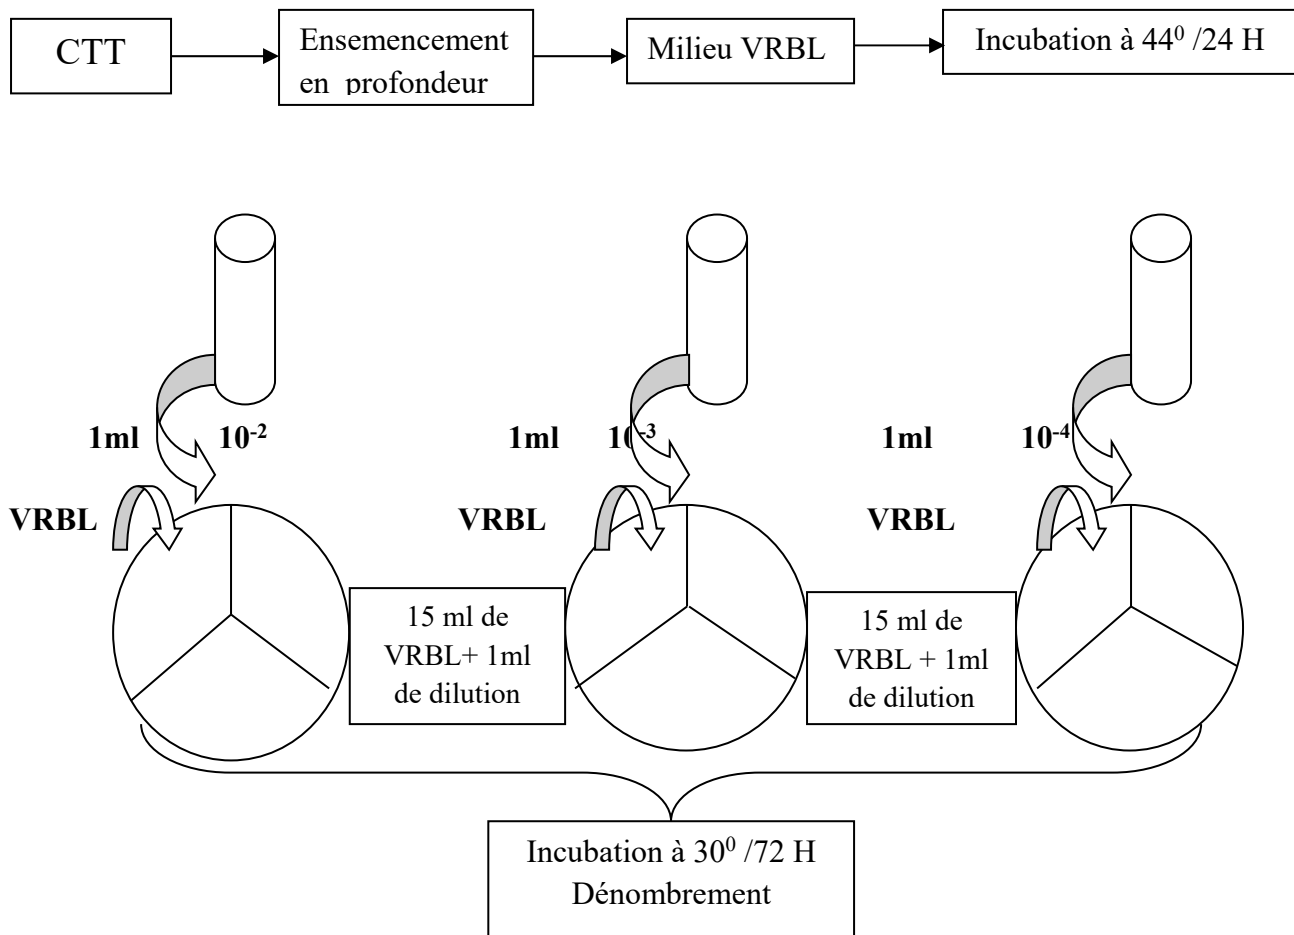 CTT
Ensemencement
en profondeur
Milieu VRBL
Incubation à 44⁰ /24 H
1ml 10⁻²
1ml 10⁻³
1ml 10⁻⁴
VRBL
VRBL
VRBL
15 ml de
VRBL+ 1ml
de dilution
15 ml de
VRBL + 1ml
de dilution
Incubation à 30⁰ /72 H
Dénombrement